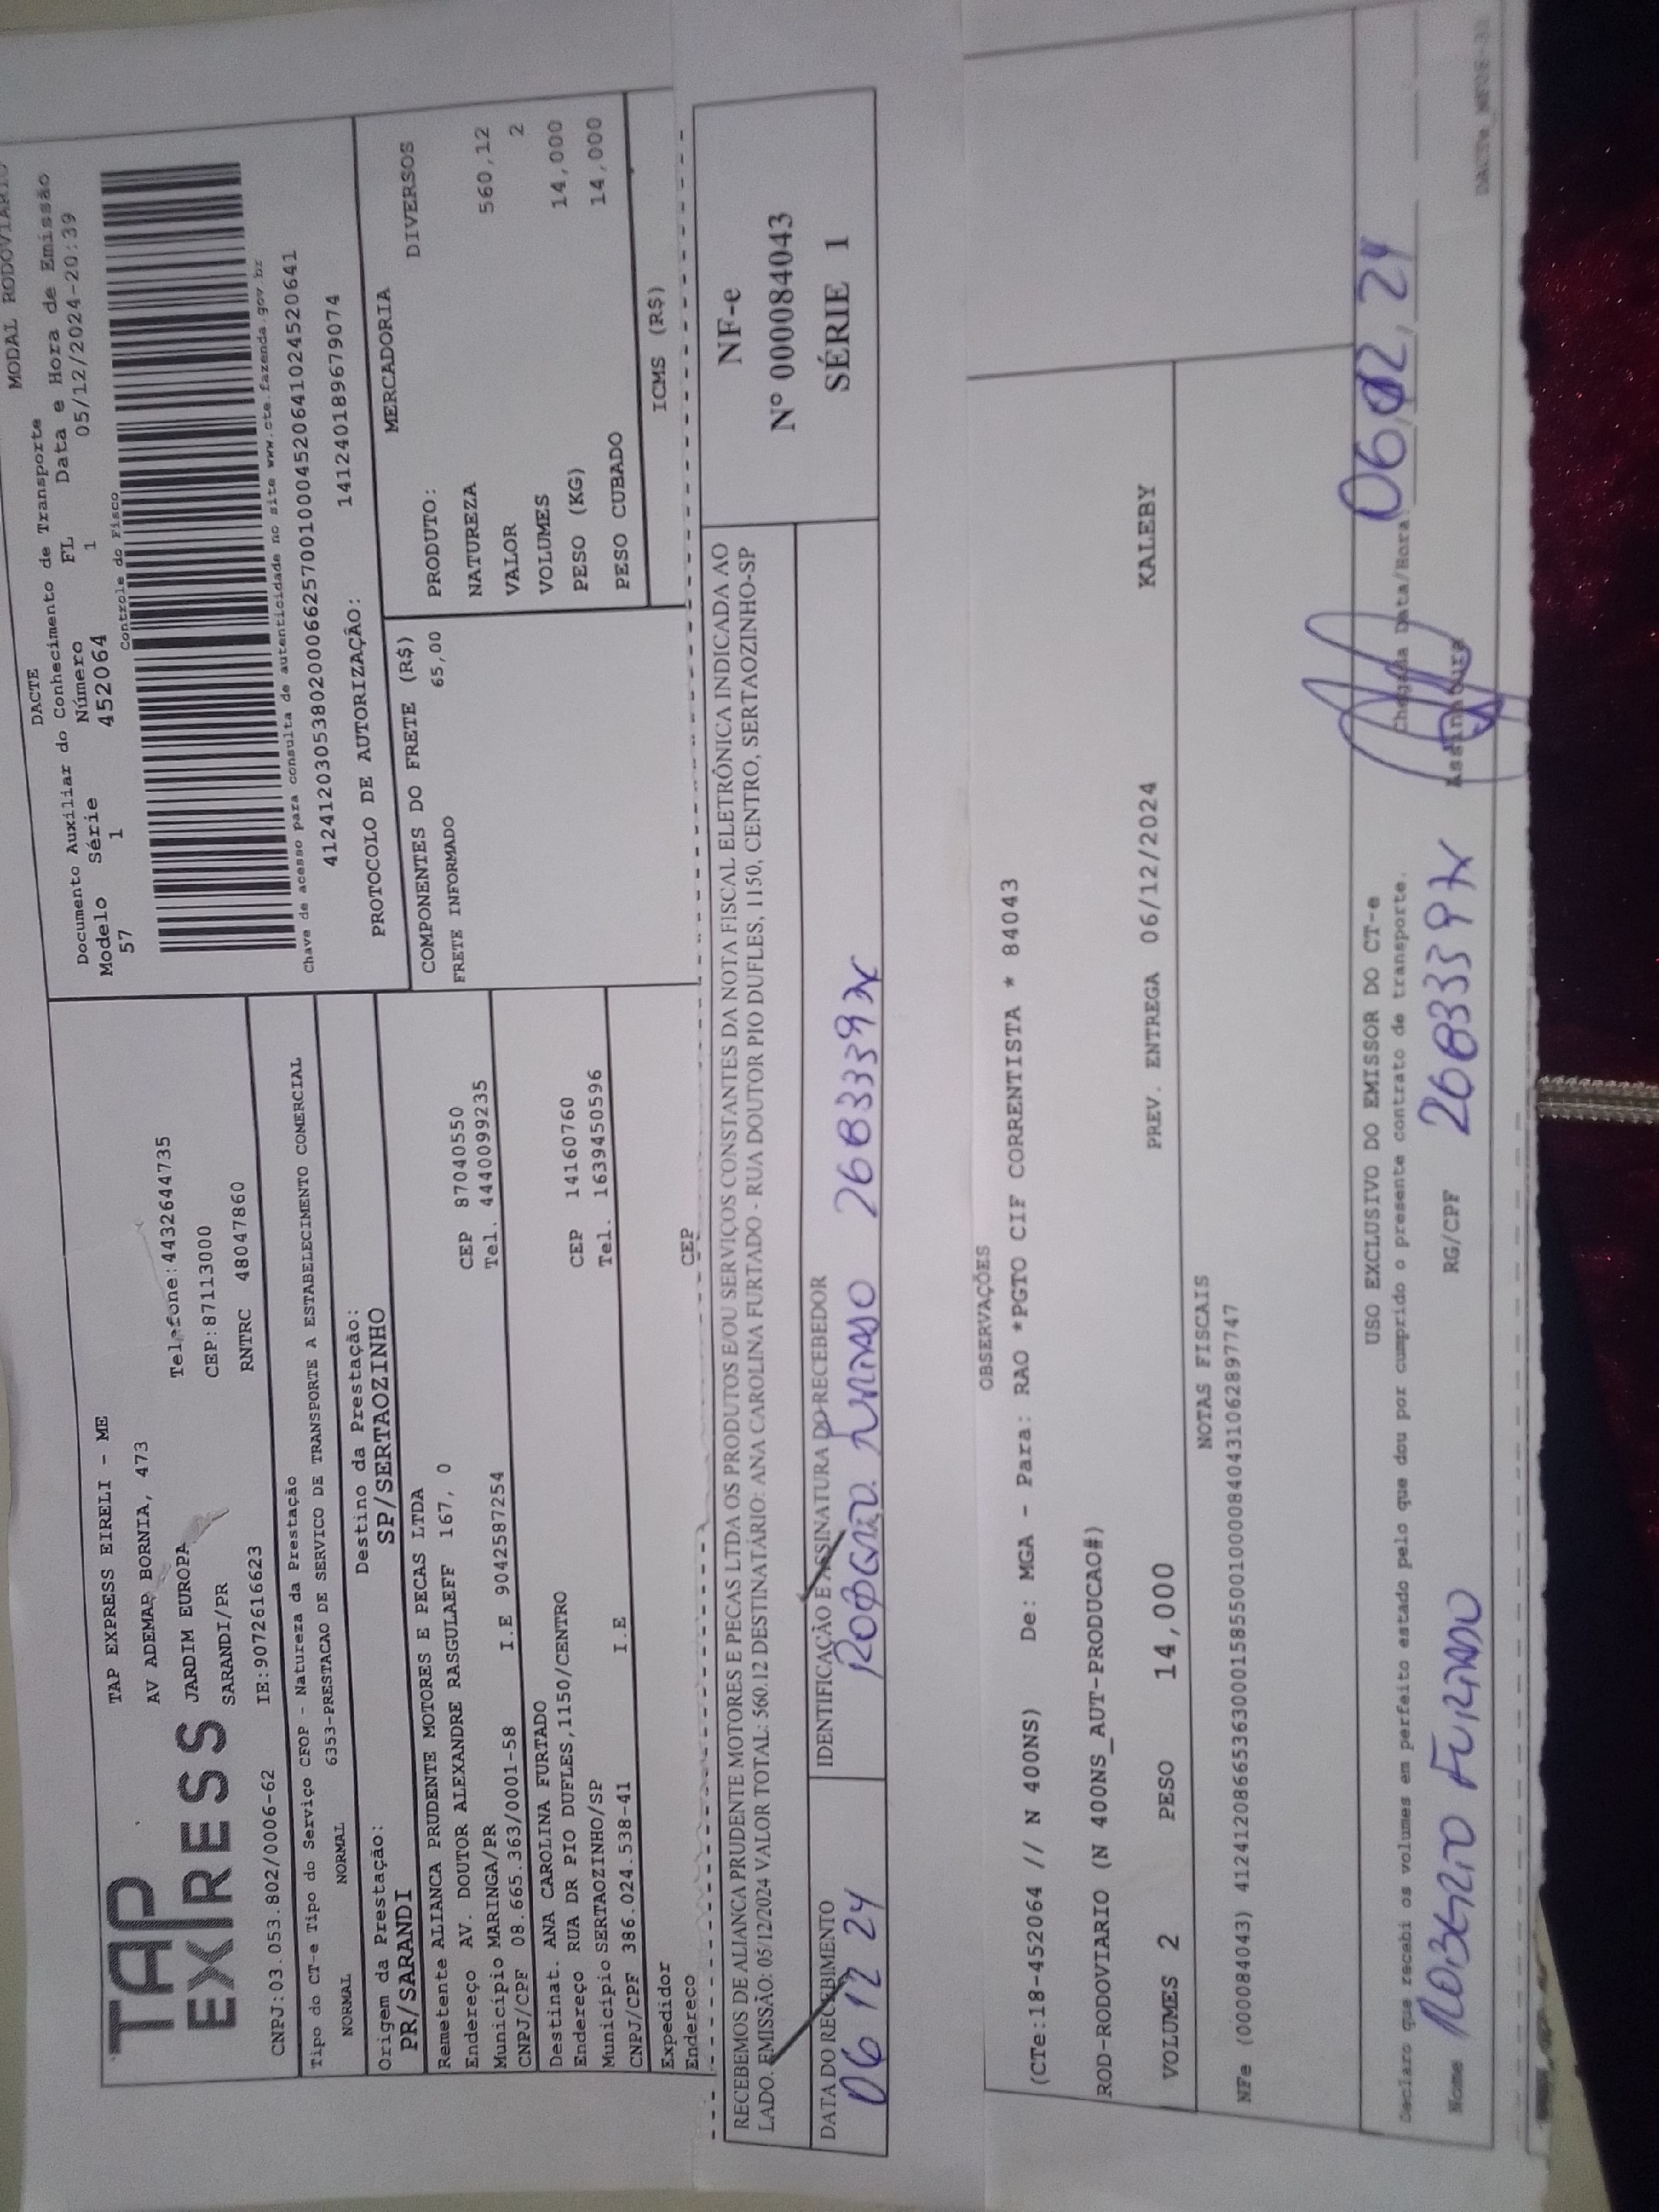 MODAL RODOVIÁRIO
TAP EXPRESS
TAP EXPRESS EIRELI - ME
AV ADEMAR BORNIA, 473
JARDIM EUROPA
Telefone:4432644735
SARANDI/PR
CEP:87113000
CNPJ:03.053.802/0006-62 IE:9072616623 RNTRC 48047860
DACTE
Documento Auxiliar do Conhecimento de Transporte
Modelo Série Número FL Data e Hora de Emissão
57 1 452064 1 05/12/2024-20:39
Controle do Fisco
Chave de acesso para consulta de autenticidade no site www.cte.fazenda.gov.br
41241203053802000662570010004520641024520641
PROTOCOLO DE AUTORIZAÇÃO: 141240189679074
Tipo do CT-e Tipo do Serviço CFOP - Natureza da Prestação
NORMAL NORMAL 6353-PRESTACAO DE SERVICO DE TRANSPORTE A ESTABELECIMENTO COMERCIAL
Origem da Prestação: Destino da Prestação:
PR/SARANDI SP/SERTAOZINHO
Remetente ALIANCA PRUDENTE MOTORES E PECAS LTDA
Endereço AV. DOUTOR ALEXANDRE RASGULAEFF 167, 0 CEP 87040550
Município MARINGA/PR Tel. 4440099235
CNPJ/CPF 08.665.363/0001-58 I.E 9042587254
Destinat. ANA CAROLINA FURTADO
Endereço RUA DR PIO DUFLES,1150/CENTRO CEP 14160760
Município SERTAOZINHO/SP Tel. 1639450596
CNPJ/CPF 386.024.538-41 I.E
Expedidor
Endereço CEP
COMPONENTES DO FRETE (R$)
FRETE INFORMADO 65,00
MERCADORIA
PRODUTO: DIVERSOS
NATUREZA
VALOR 560,12
VOLUMES 2
PESO (KG) 14,000
PESO CUBADO 14,000
ICMS (R$)
RECEBEMOS DE ALIANCA PRUDENTE MOTORES E PECAS LTDA OS PRODUTOS E/OU SERVIÇOS CONSTANTES DA NOTA FISCAL ELETRÔNICA INDICADA AO
LADO. EMISSÃO: 05/12/2024 VALOR TOTAL: 560.12 DESTINATÁRIO: ANA CAROLINA FURTADO - RUA DOUTOR PIO DUFLES, 1150, CENTRO, SERTAOZINHO-SP
DATA DO RECEBIMENTO IDENTIFICAÇÃO E ASSINATURA DO RECEBEDOR
06 12 24 2683339X
NF-e
Nº 000084043
SÉRIE 1
OBSERVAÇÕES
(CTe:18-452064 // N 400NS) De: MGA - Para: RAO *PGTO CIF CORRENTISTA * 84043
ROD-RODOVIARIO (N 400NS_AUT-PRODUCAO#)
VOLUMES 2 PESO 14,000 PREV. ENTREGA 06/12/2024 KALEBY
NOTAS FISCAIS
NFe (000084043) 41241208665363000158550010000840431062897747
USO EXCLUSIVO DO EMISSOR DO CT-e
Declaro que recebi os volumes em perfeito estado pelo que dou por cumprido o presente contrato de transporte.
Chegada Data/Hora: 06/12/24
Nome ROBERTO FURTADO RG/CPF 2683339X Assinatura